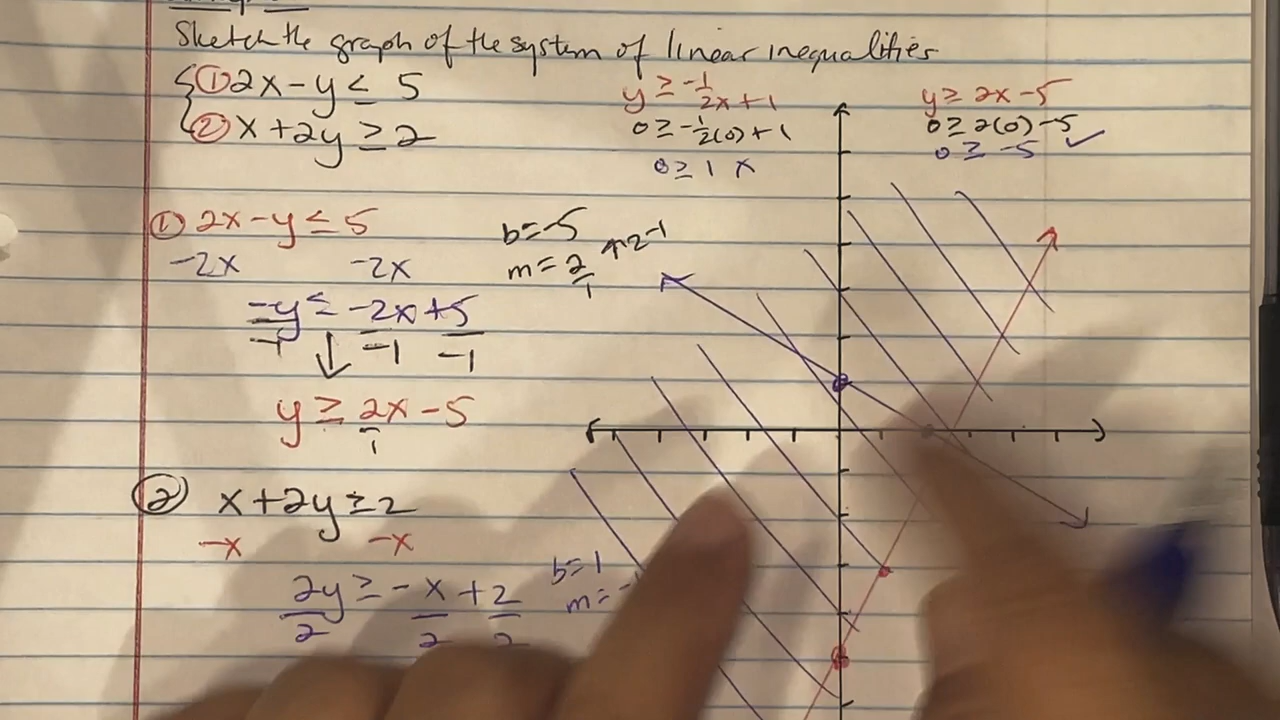 Sketch the graph of the system of linear inequalities
① 2x - y ≤ 5
② x + 2y ≥ 2
y ≥ -1/2x + 1
0 ≥ -1/2(0) + 1
0 ≥ 1 x
y ≥ 2x - 5
0 ≥ 2(0) - 5
0 ≥ -5 ✓
① 2x - y ≤ 5
-2x -2x
-y ≤ -2x + 5
-1 -1 -1
y ≥ 2x - 5
1
b = -5
m = 2/1 ↑2→1
② x + 2y ≥ 2
-x -x
2y ≥ -x + 2
2 2 2
b = 1
m = -